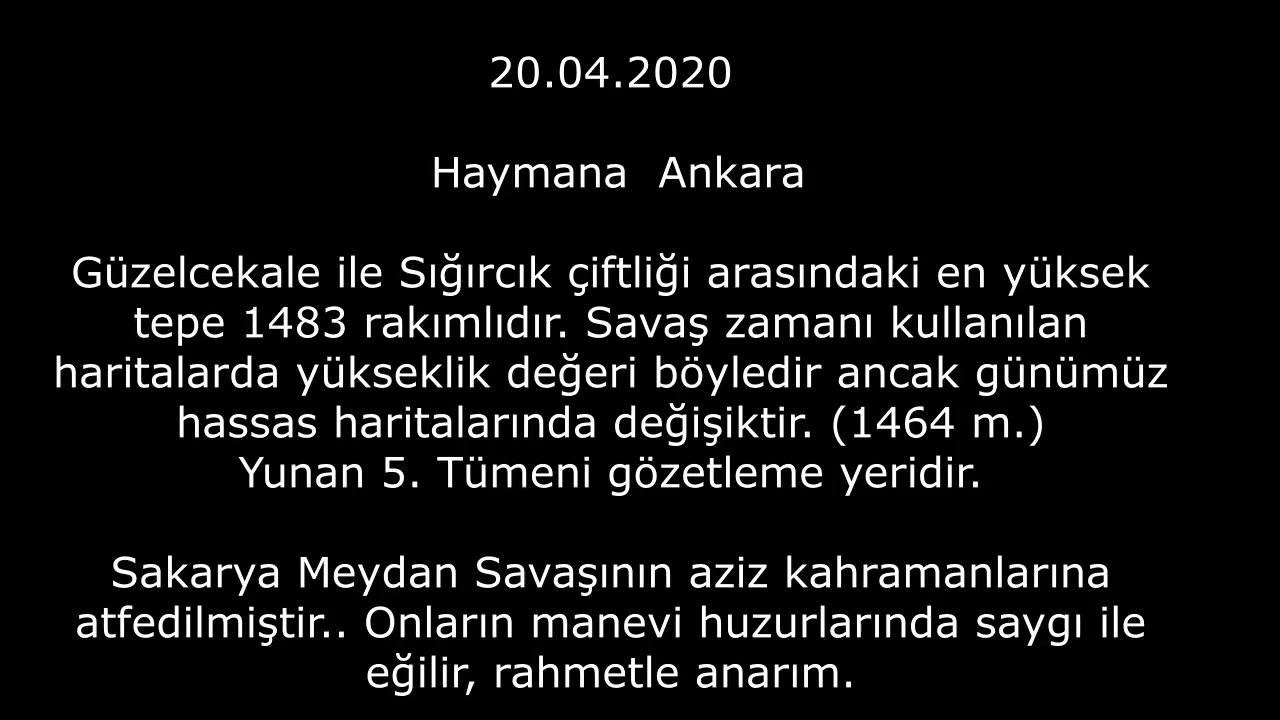 20.04.2020
Haymana  Ankara
Güzelcekale ile Sığırcık çiftliği arasındaki en yüksek
tepe 1483 rakımlıdır. Savaş zamanı kullanılan
haritalarda yükseklik değeri böyledir ancak günümüz
hassas haritalarında değişiktir. (1464 m.)
Yunan 5. Tümeni gözetleme yeridir.
Sakarya Meydan Savaşının aziz kahramanlarına
atfedilmiştir.. Onların manevi huzurlarında saygı ile
eğilir, rahmetle anarım.